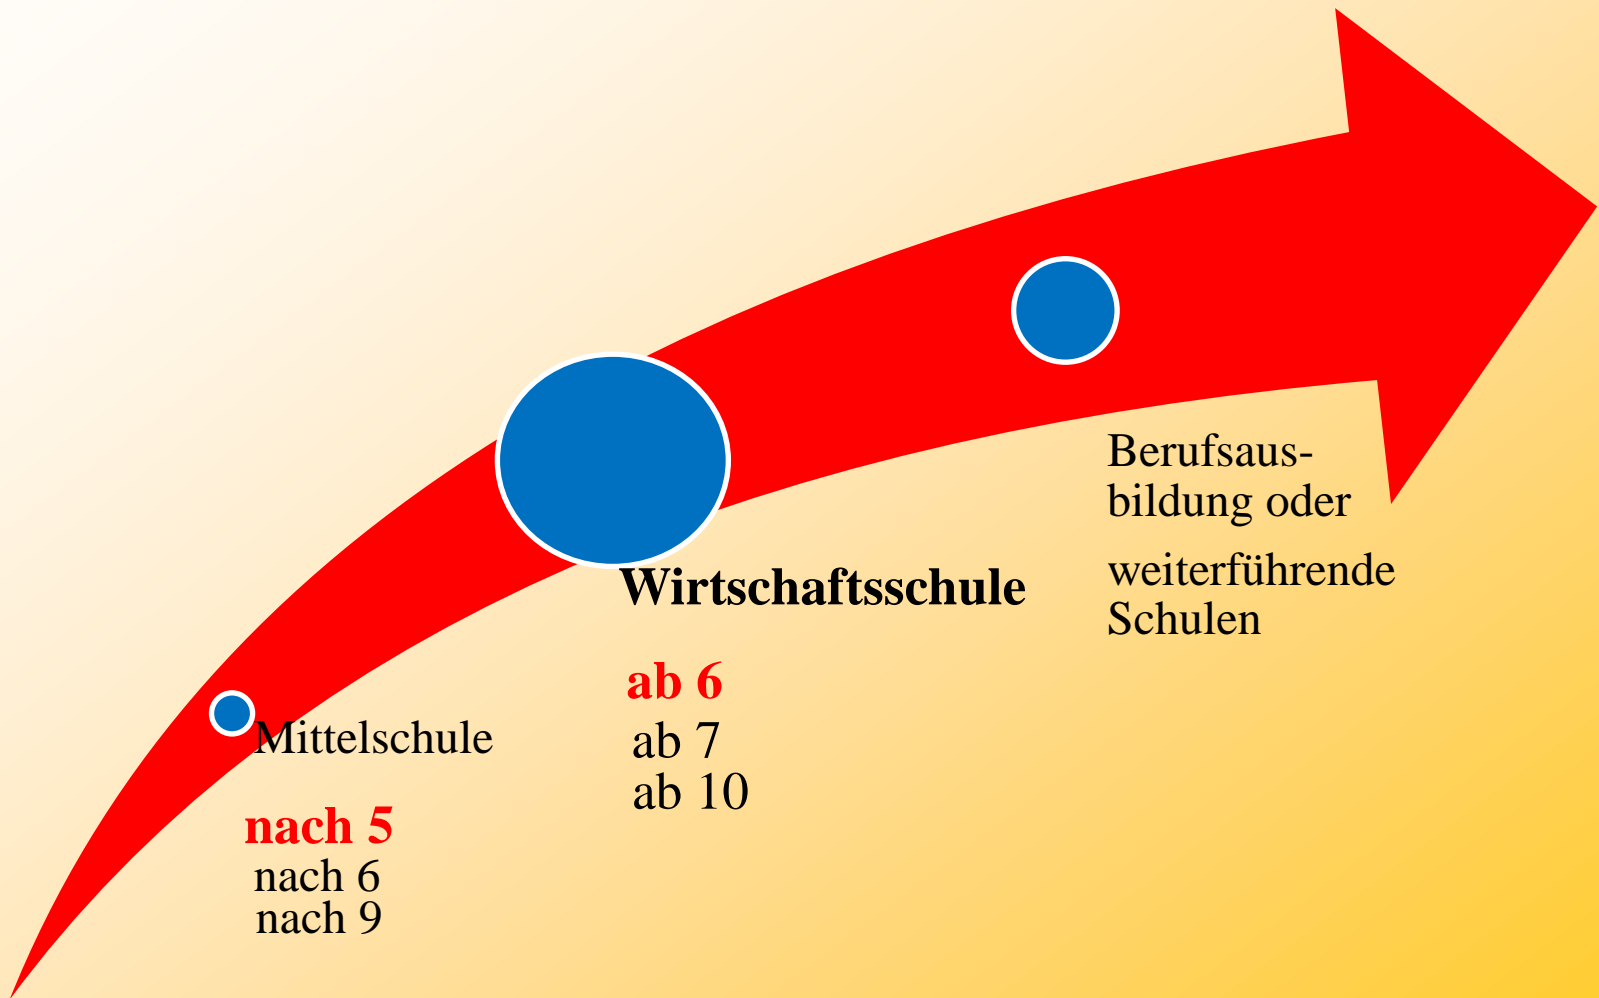 Mittelschule
nach 5
nach 6
nach 9
Wirtschaftsschule
ab 6
ab 7
ab 10
Berufsaus-
bildung oder
weiterführende
Schulen